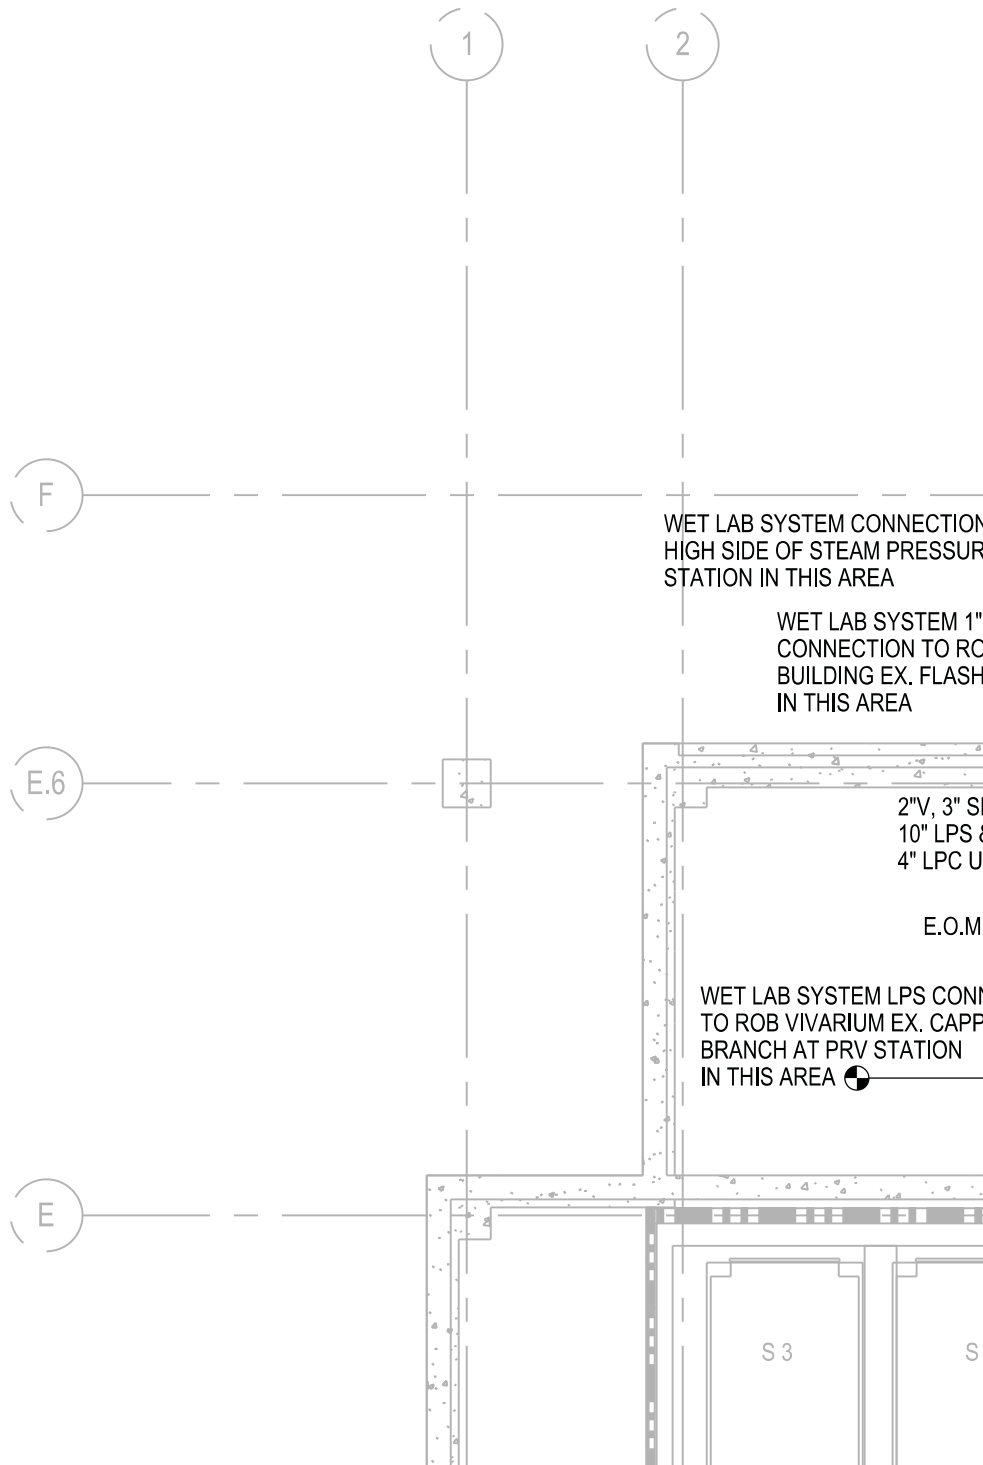 1
2
F
WET LAB SYSTEM CONNECTION
HIGH SIDE OF STEAM PRESSUR
STATION IN THIS AREA
WET LAB SYSTEM 1"
CONNECTION TO RO
BUILDING EX. FLASH
IN THIS AREA
E.6
2"V, 3"
10" LPS &
4" LPC U
E.O.M
WET LAB SYSTEM LPS CONN
TO ROB VIVARIUM EX. CAPP
BRANCH AT PRV STATION
IN THIS AREA
E
S 3
S